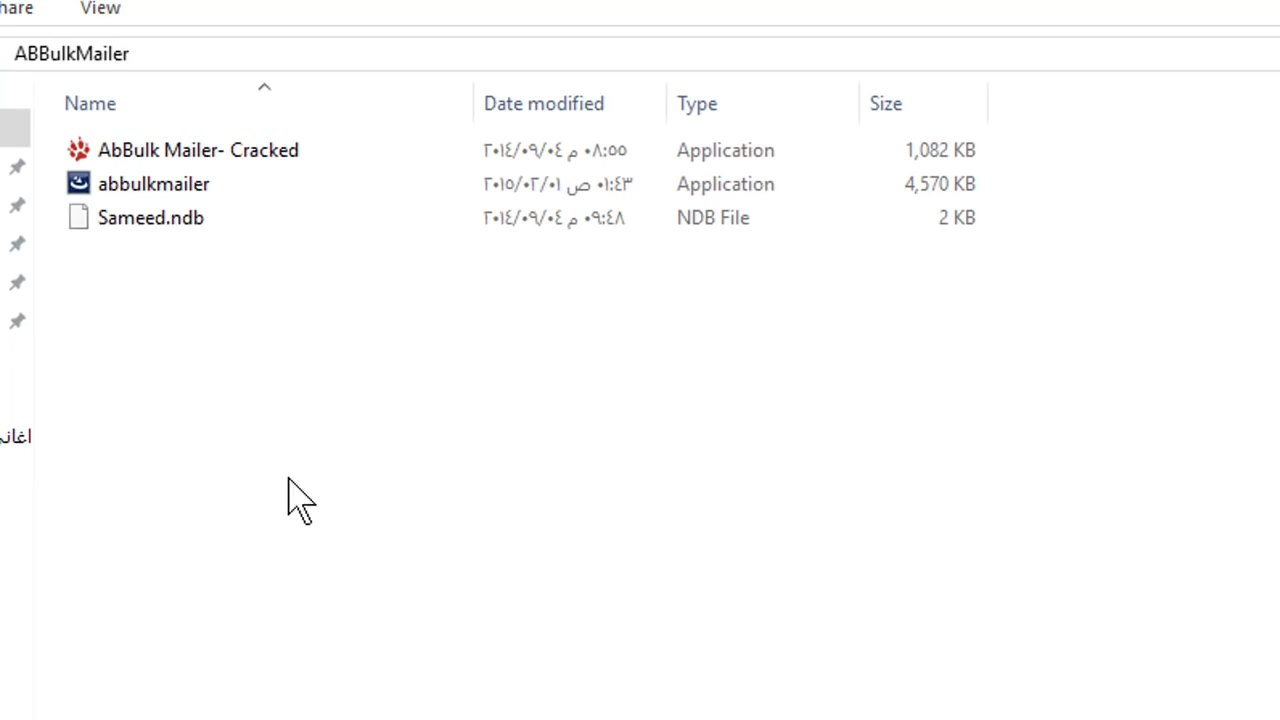 hare View
ABBulkMailer
Name Date modified Type Size
AbBulk Mailer- Cracked ٢٠١٤/٠٩/٠٤ م ٠٨:٥٥ Application 1,082 KB
abbulkmailer ٢٠١٥/٠٢/٠١ ص ٠١:٤٣ Application 4,570 KB
Sameed.ndb ٢٠١٤/٠٩/٠٤ م ٠٩:٤٨ NDB File 2 KB
اغاني